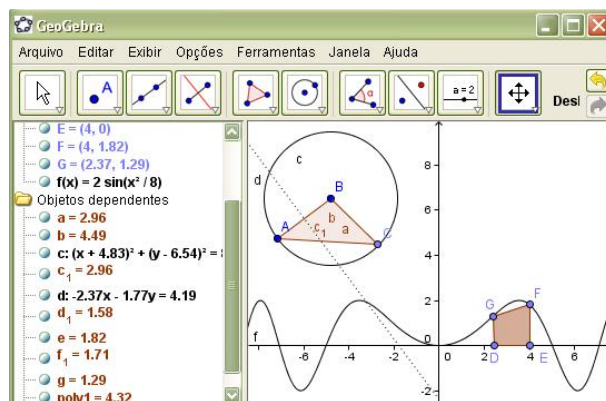 GeoGebra
Arquivo Editar Exibir Opções Ferramentas Janela Ajuda
A α a = 2 Desl
E = (4, 0)
F = (4, 1.82)
G = (2.37, 1.29)
f(x) = 2 sin(x² / 8)
Objetos dependentes
a = 2.96
b = 4.49
c: (x + 4.83)² + (y - 6.54)² =
c₁ = 2.96
d: -2.37x - 1.77y = 4.19
d₁ = 1.58
e = 1.82
f₁ = 1.71
g = 1.29
poly1 = 4.32
c
d
8
B
6
b
A c₁ a C
4
2
G F
f
0
-8 -6 -4 -2 0 2 4 6
D E
-2